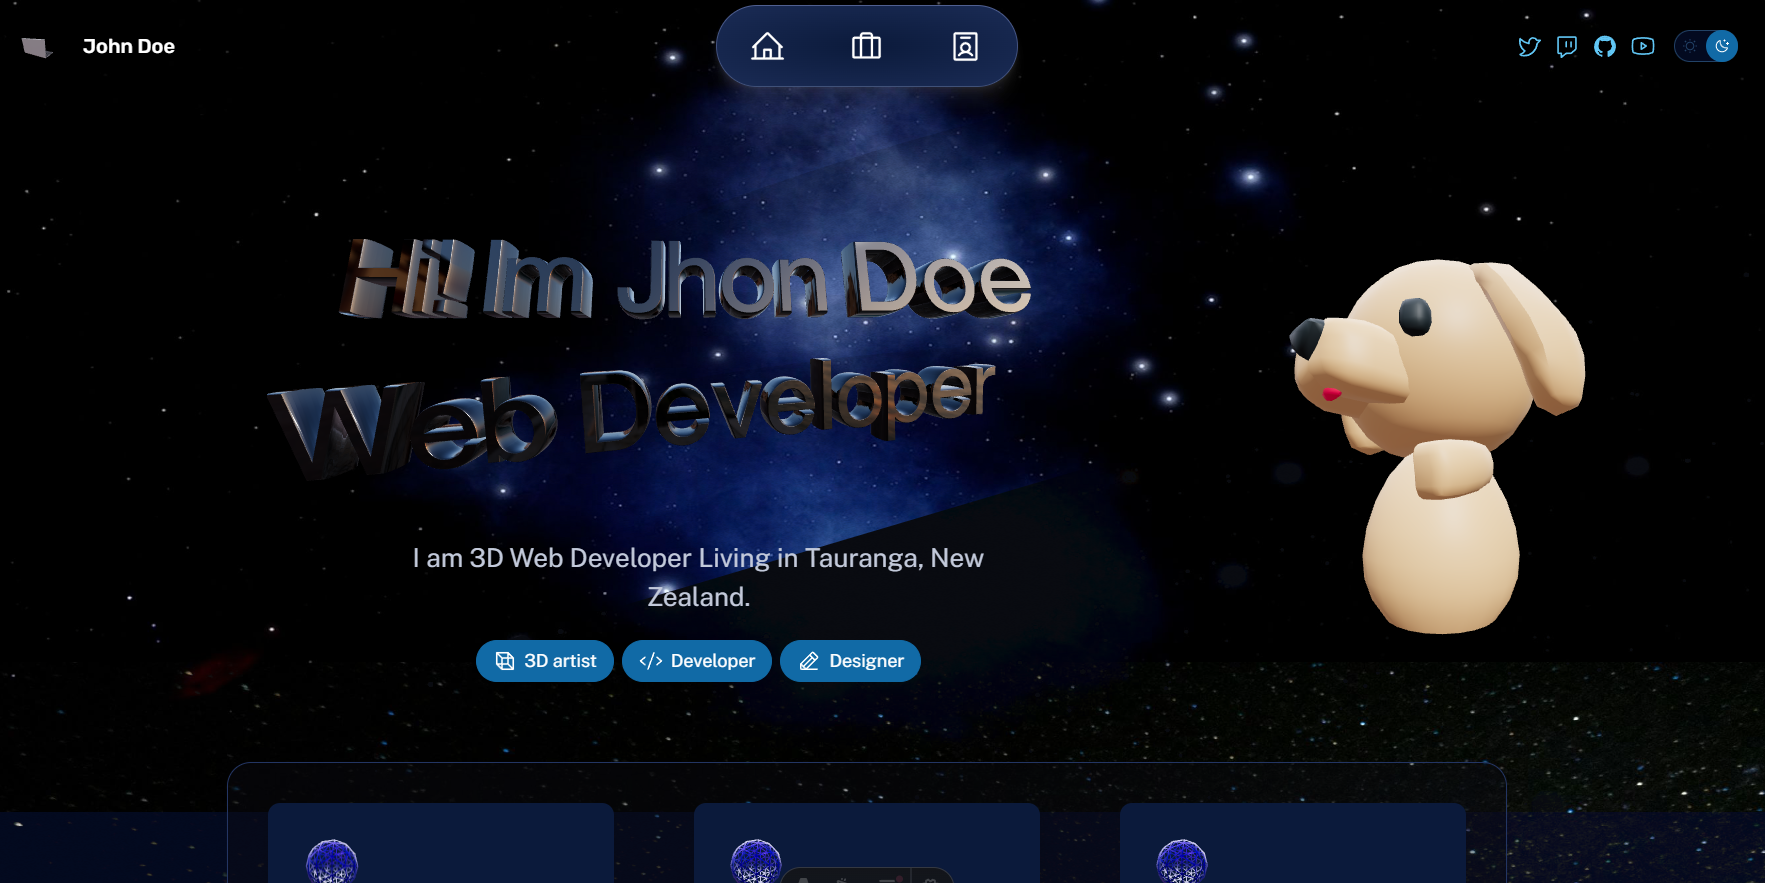 John Doe
Hi! Im Jhon Doe
Web Developer
I am 3D Web Developer Living in Tauranga, New
Zealand.
3D artist
Developer
Designer